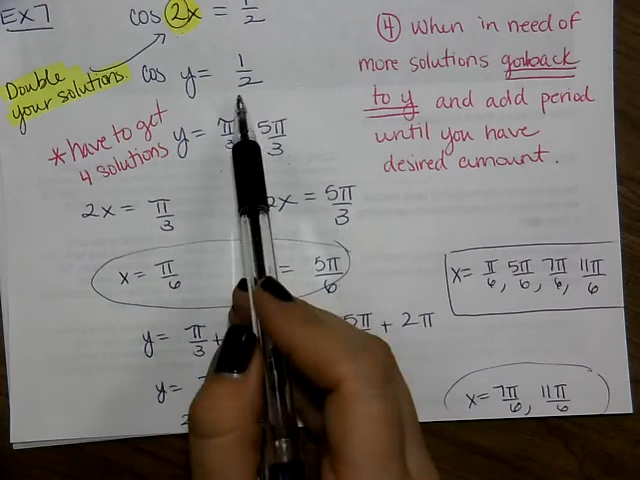 EX7
cos 2x = 1/2
Double your solutions.
cos y = 1/2
* have to get 4 solutions
y = π/3 5π/3
2x = π/3
2x = 5π/3
x = π/6
= 5π/6
y = π/3 +
5π/3 + 2π
y =
④ When in need of
more solutions go back
to y and add period
until you have
desired amount.
x = π/6, 5π/6, 7π/6, 11π/6
x = 7π/6, 11π/6